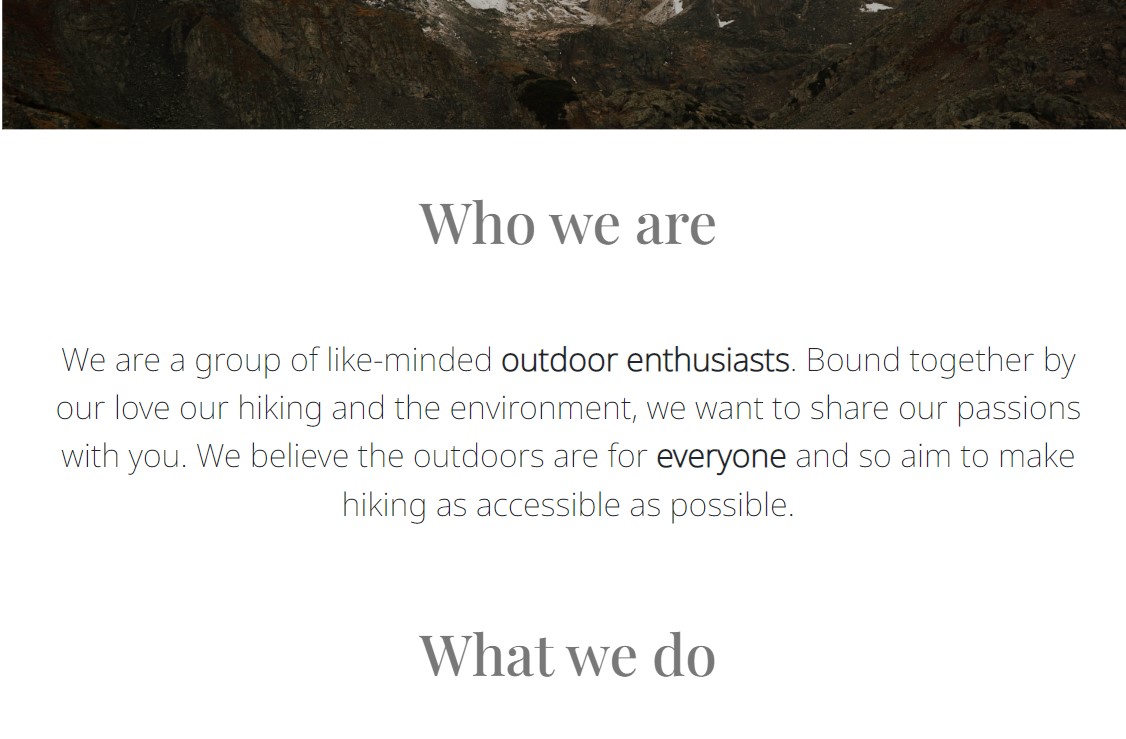 Who we are
We are a group of like-minded outdoor enthusiasts. Bound together by
our love our hiking and the environment, we want to share our passions
with you. We believe the outdoors are for everyone and so aim to make
hiking as accessible as possible.
What we do